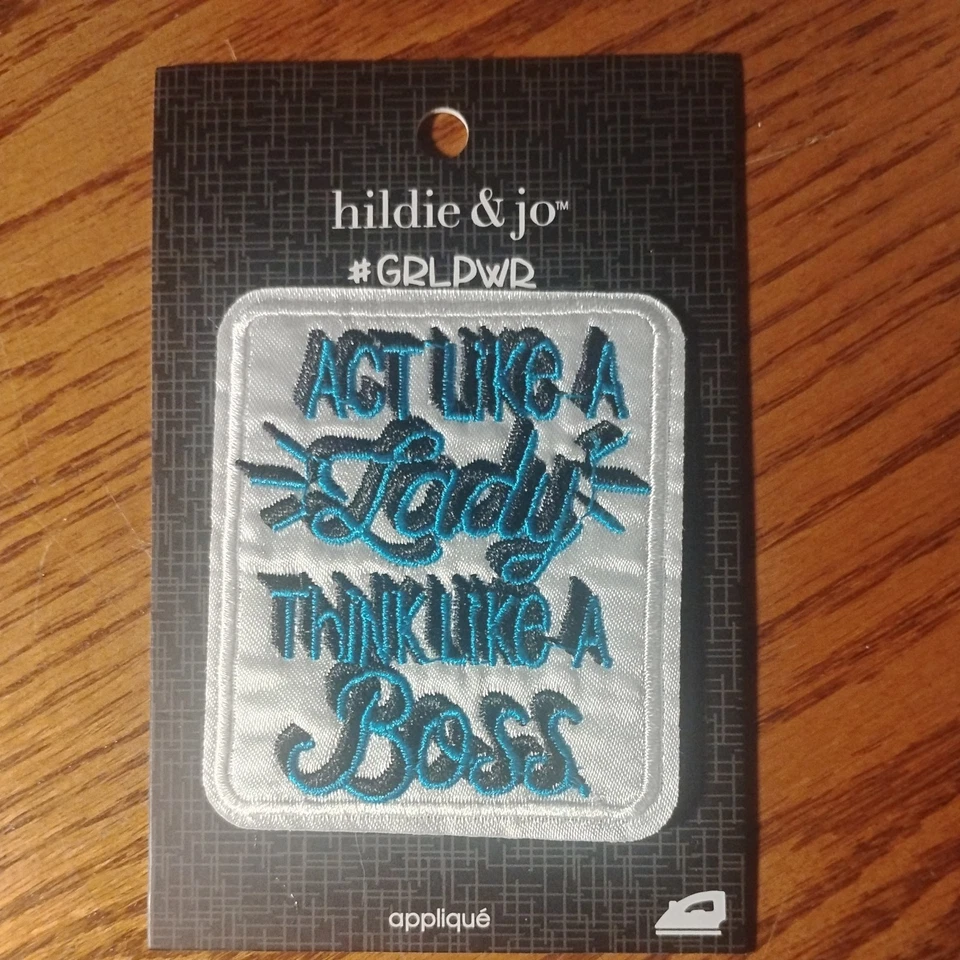 hildie & jo™
#GRLPWR
ACT LIKE A
Lady
THINK LIKE A
Boss
appliqué